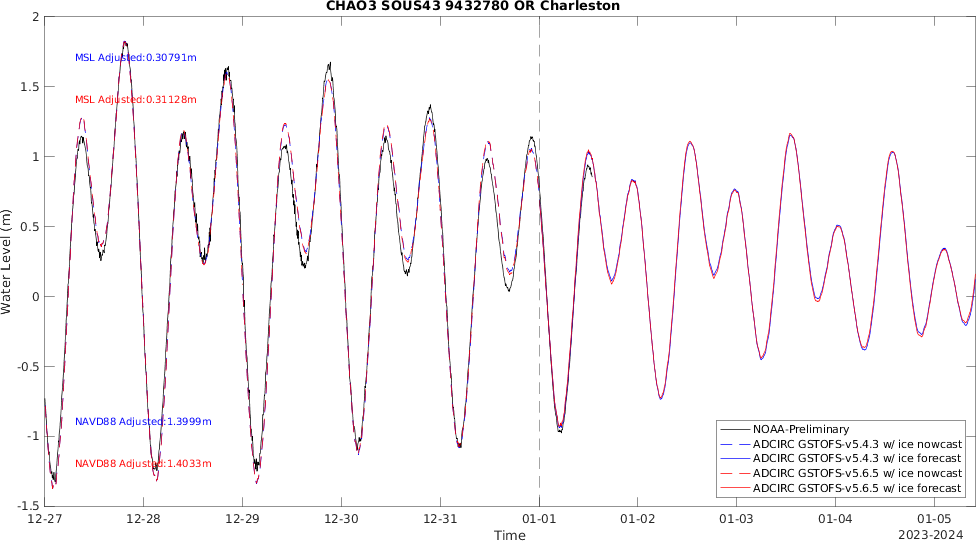 CHAO3 SOUS43 9432780 OR Charleston
2
1.5
1
0.5
0
-0.5
-1
-1.5
Water Level (m)
MSL Adjusted:0.30791m
MSL Adjusted:0.31128m
NAVD88 Adjusted:1.3999m
NAVD88 Adjusted:1.4033m
NOAA-Preliminary
ADCIRC GSTOFS-v5.4.3 w/ ice nowcast
ADCIRC GSTOFS-v5.4.3 w/ ice forecast
ADCIRC GSTOFS-v5.6.5 w/ ice nowcast
ADCIRC GSTOFS-v5.6.5 w/ ice forecast
12-27 12-28 12-29 12-30 12-31 01-01 01-02 01-03 01-04 01-05
Time
2023-2024